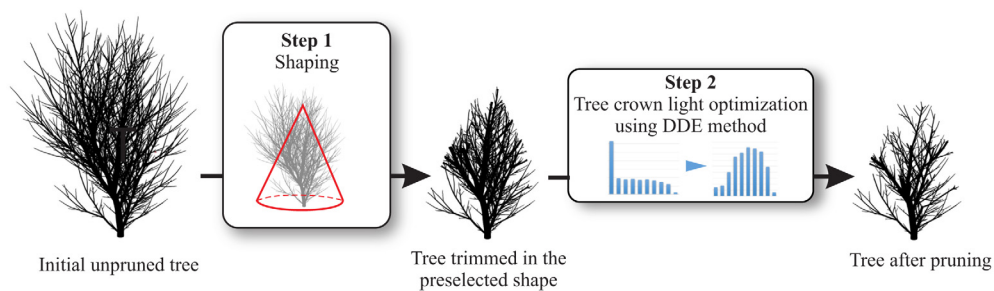 Step 1
Shaping
Step 2
Tree crown light optimization
using DDE method
Initial unpruned tree
Tree trimmed in the
preselected shape
Tree after pruning